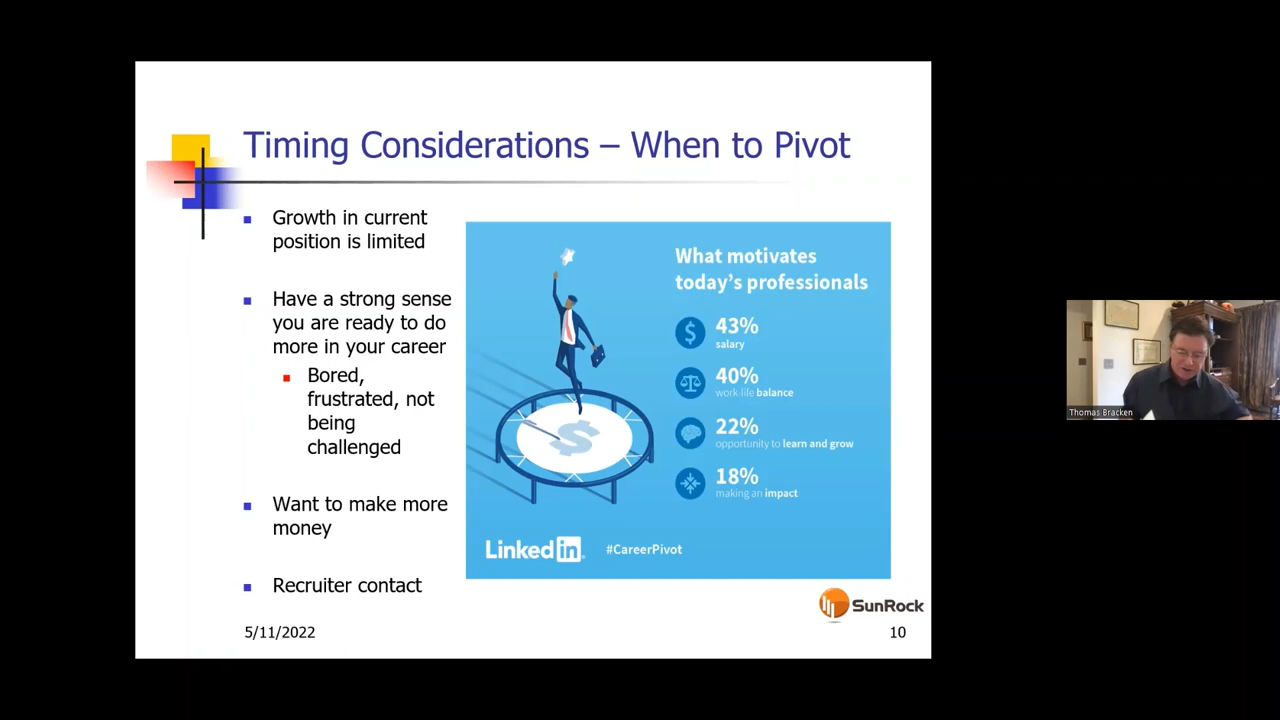 Timing Considerations – When to Pivot
Growth in current
position is limited
Have a strong sense
you are ready to do
more in your career
Bored,
frustrated, not
being
challenged
Want to make more
money
Recruiter contact
What motivates
today's professionals
43%
salary
40%
work-life balance
22%
opportunity to learn and grow
18%
making an impact
LinkedIn
#CareerPivot
SunRock
5/11/2022
10
Thomas Bracken